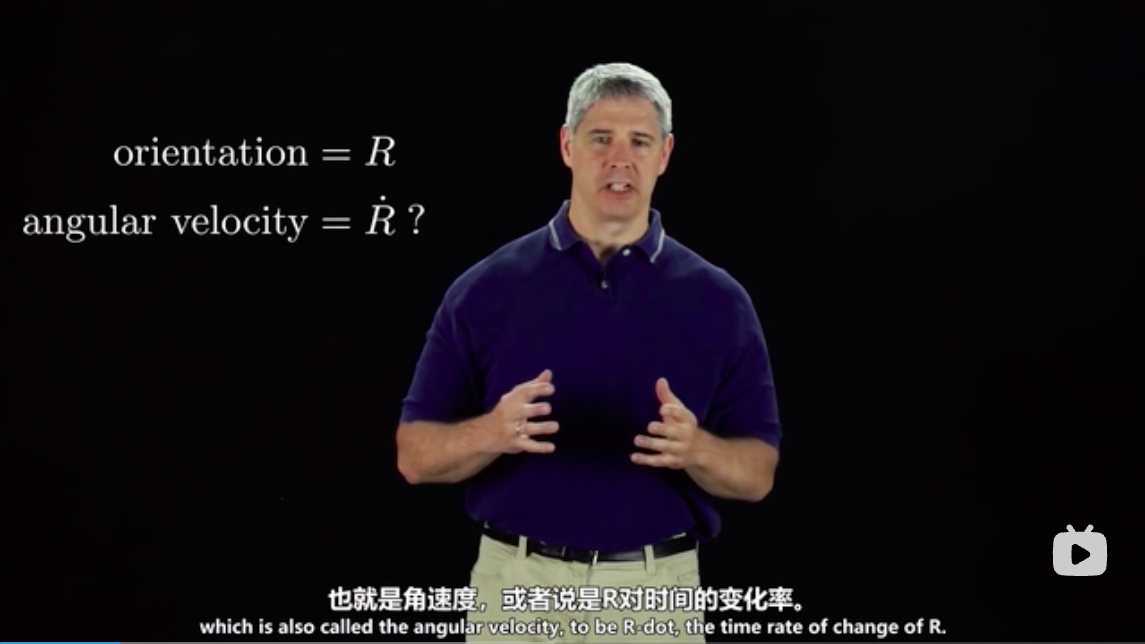 orientation = R
angular velocity = Ṙ ?
也就是角速度，或者说是R对时间的变化率。
which is also called the angular velocity, to be R-dot, the time rate of change of R.